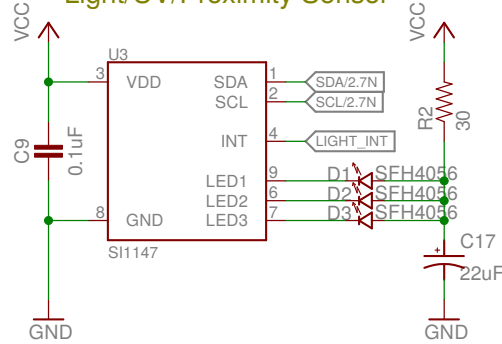 Light/UV/Proximity Sensor
VCC
VCC
U3
3 VDD SDA 1 SDA/2.7N
SCL 2 SCL/2.7N
INT 4 LIGHT_INT
C9 0.1uF
R2 30
LED1 9 D1 SFH4056
LED2 6 D2 SFH4056
8 GND LED3 7 D3 SFH4056
SI1147
+ C17
22uF
GND
GND